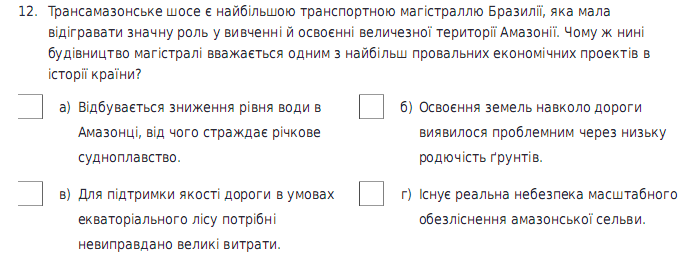 12. Трансамазонське шосе є найбільшою транспортною магістраллю Бразилії, яка мала
відігравати значну роль у вивченні й освоєнні величезної території Амазонії. Чому ж нині
будівництво магістралі вважається одним з найбільш провальних економічних проектів в
історії країни?
а) Відбувається зниження рівня води в
Амазонці, від чого страждає річкове
судноплавство.
б) Освоєння земель навколо дороги
виявилося проблемним через низьку
родючість ґрунтів.
в) Для підтримки якості дороги в умовах
екваторіального лісу потрібні
невиправдано великі витрати.
г) Існує реальна небезпека масштабного
обезліснення амазонської сельви.